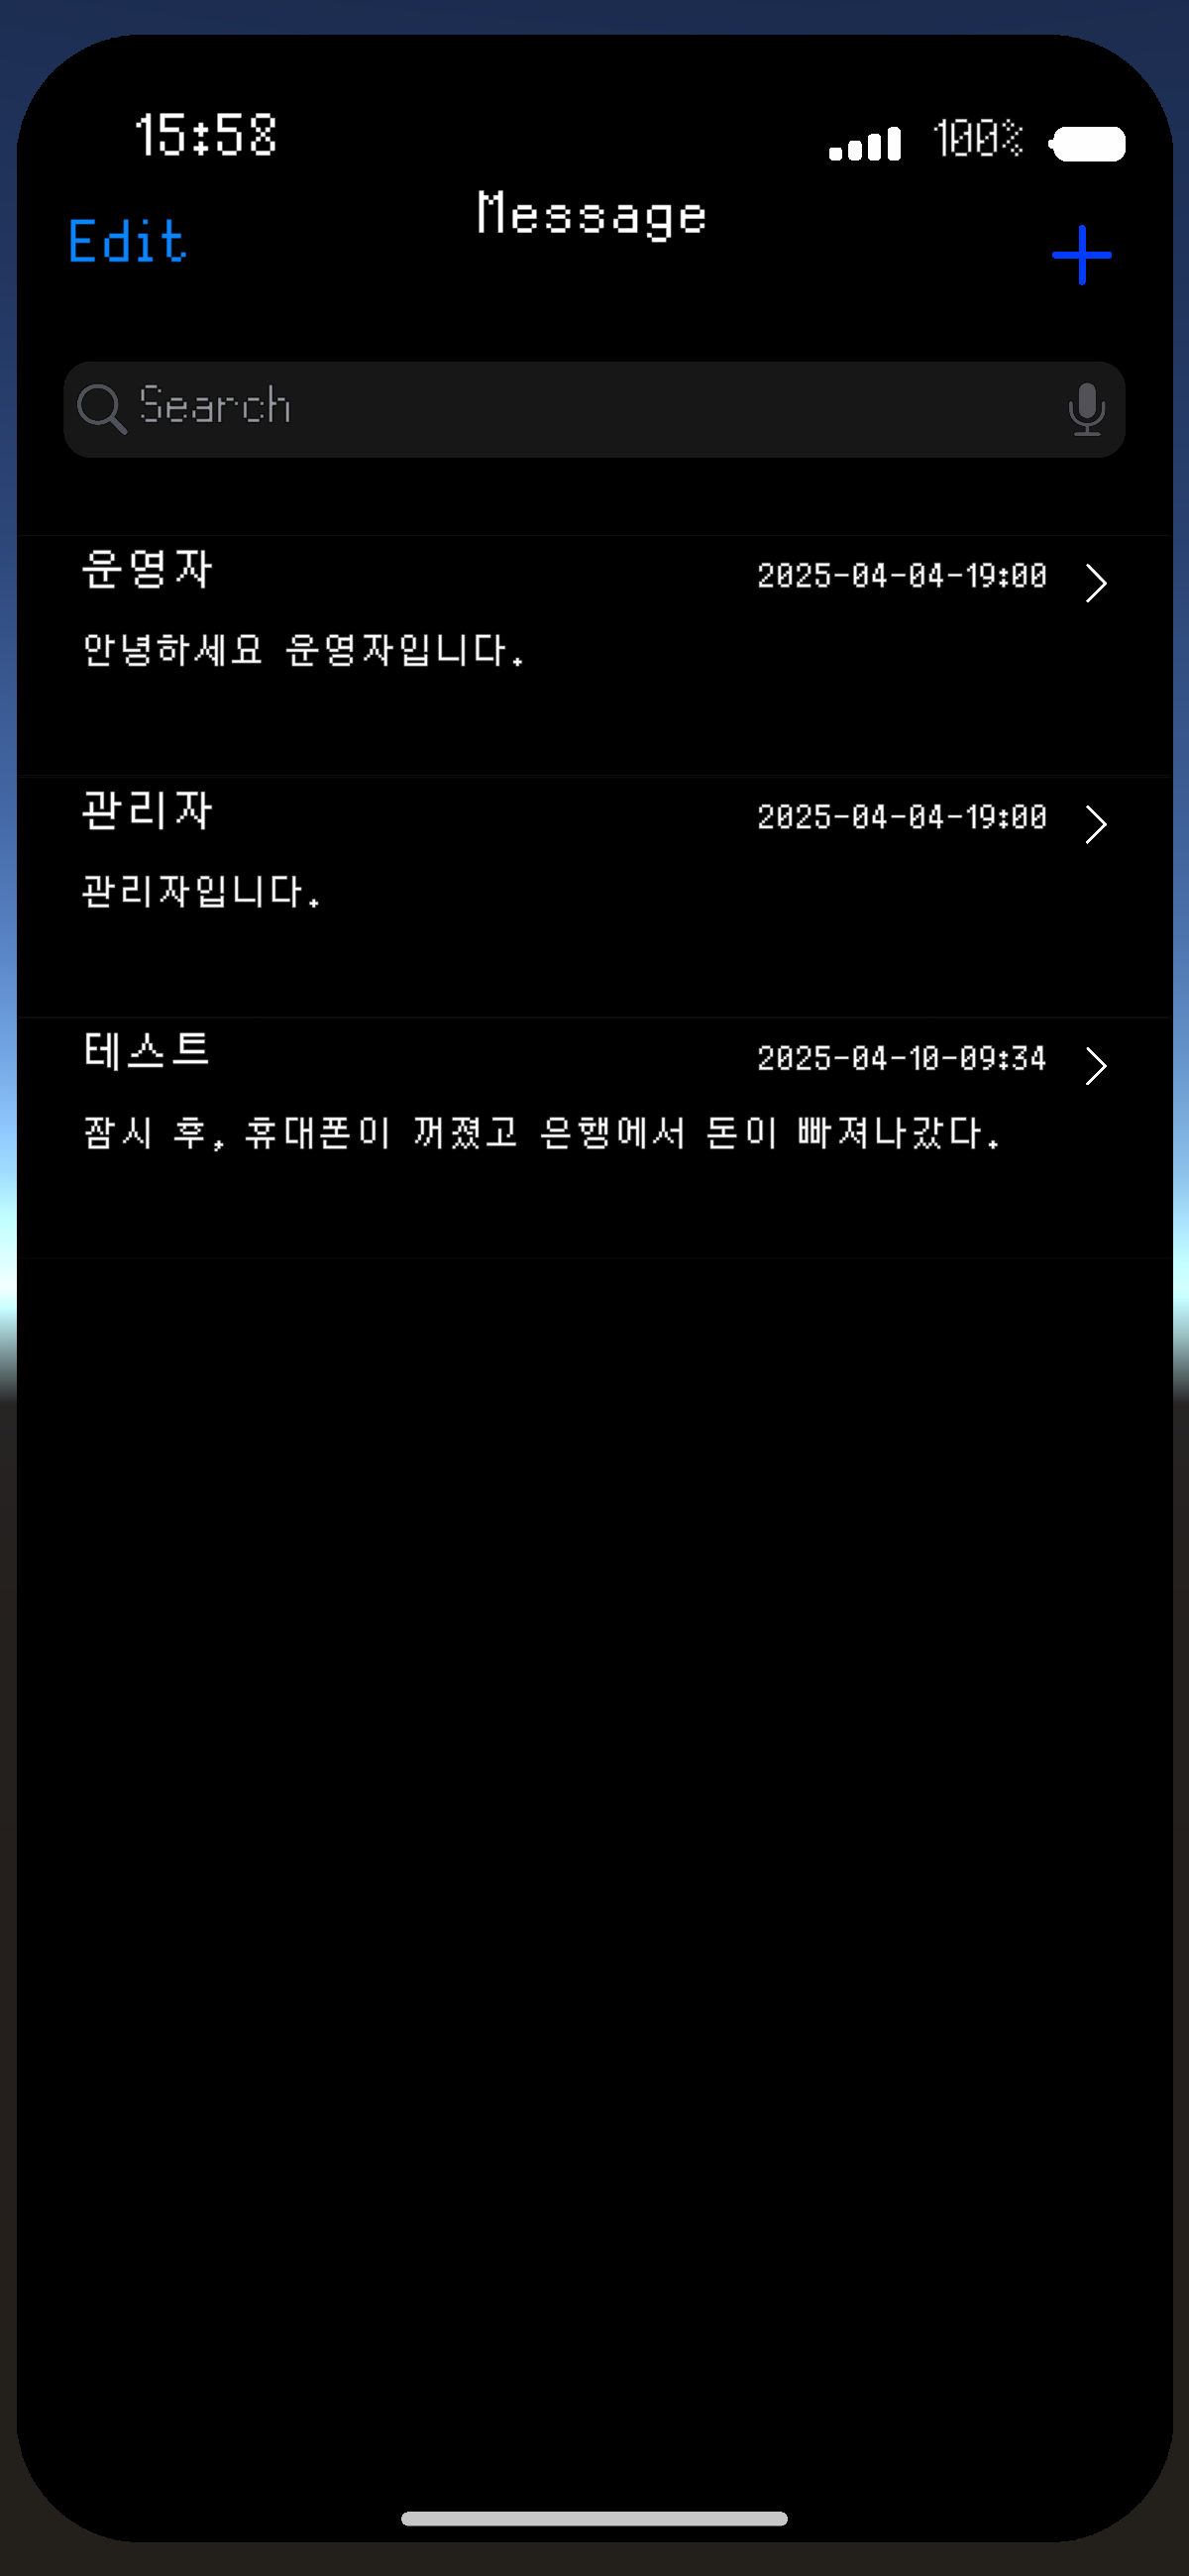 15:58
100%
Message
Edit
Search
운영자
2025-04-04-19:00
안녕하세요 운영자입니다.
관리자
2025-04-04-19:00
관리자입니다.
테스트
2025-04-10-09:34
잠시 후, 휴대폰이 꺼졌고 은행에서 돈이 빠져나갔다.